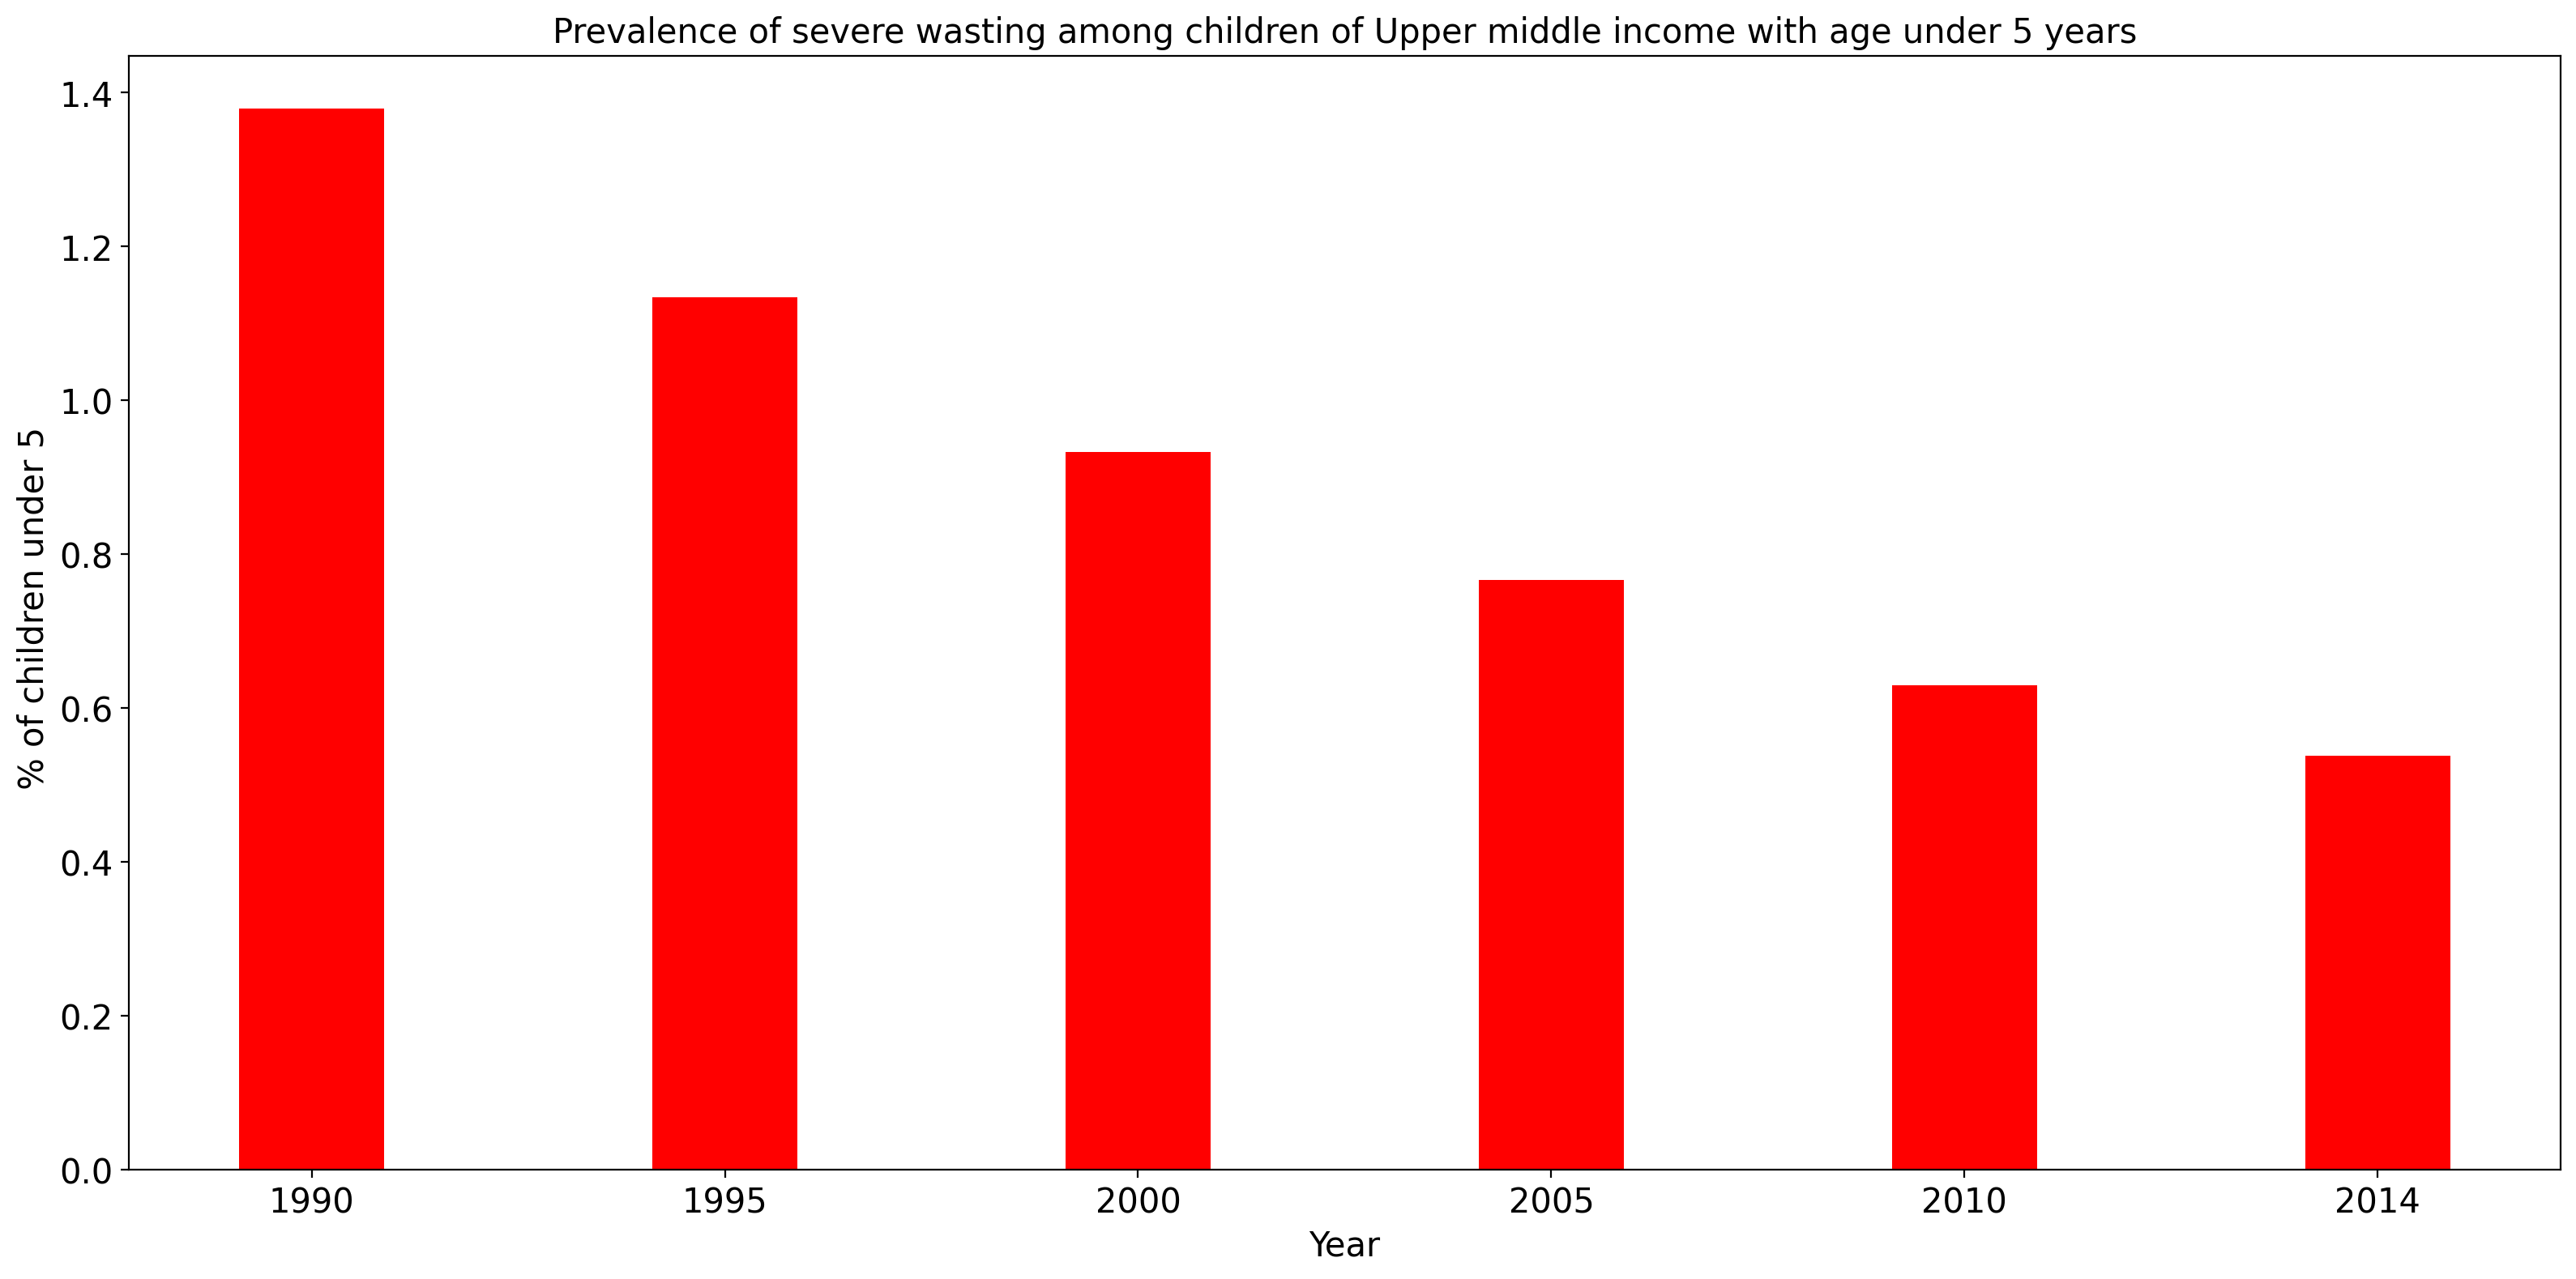 Prevalence of severe wasting among children of Upper middle income with age under 5 years
1.4
1.2
1.0
0.8
0.6
0.4
0.2
0.0
% of children under 5
1990 1995 2000 2005 2010 2014
Year